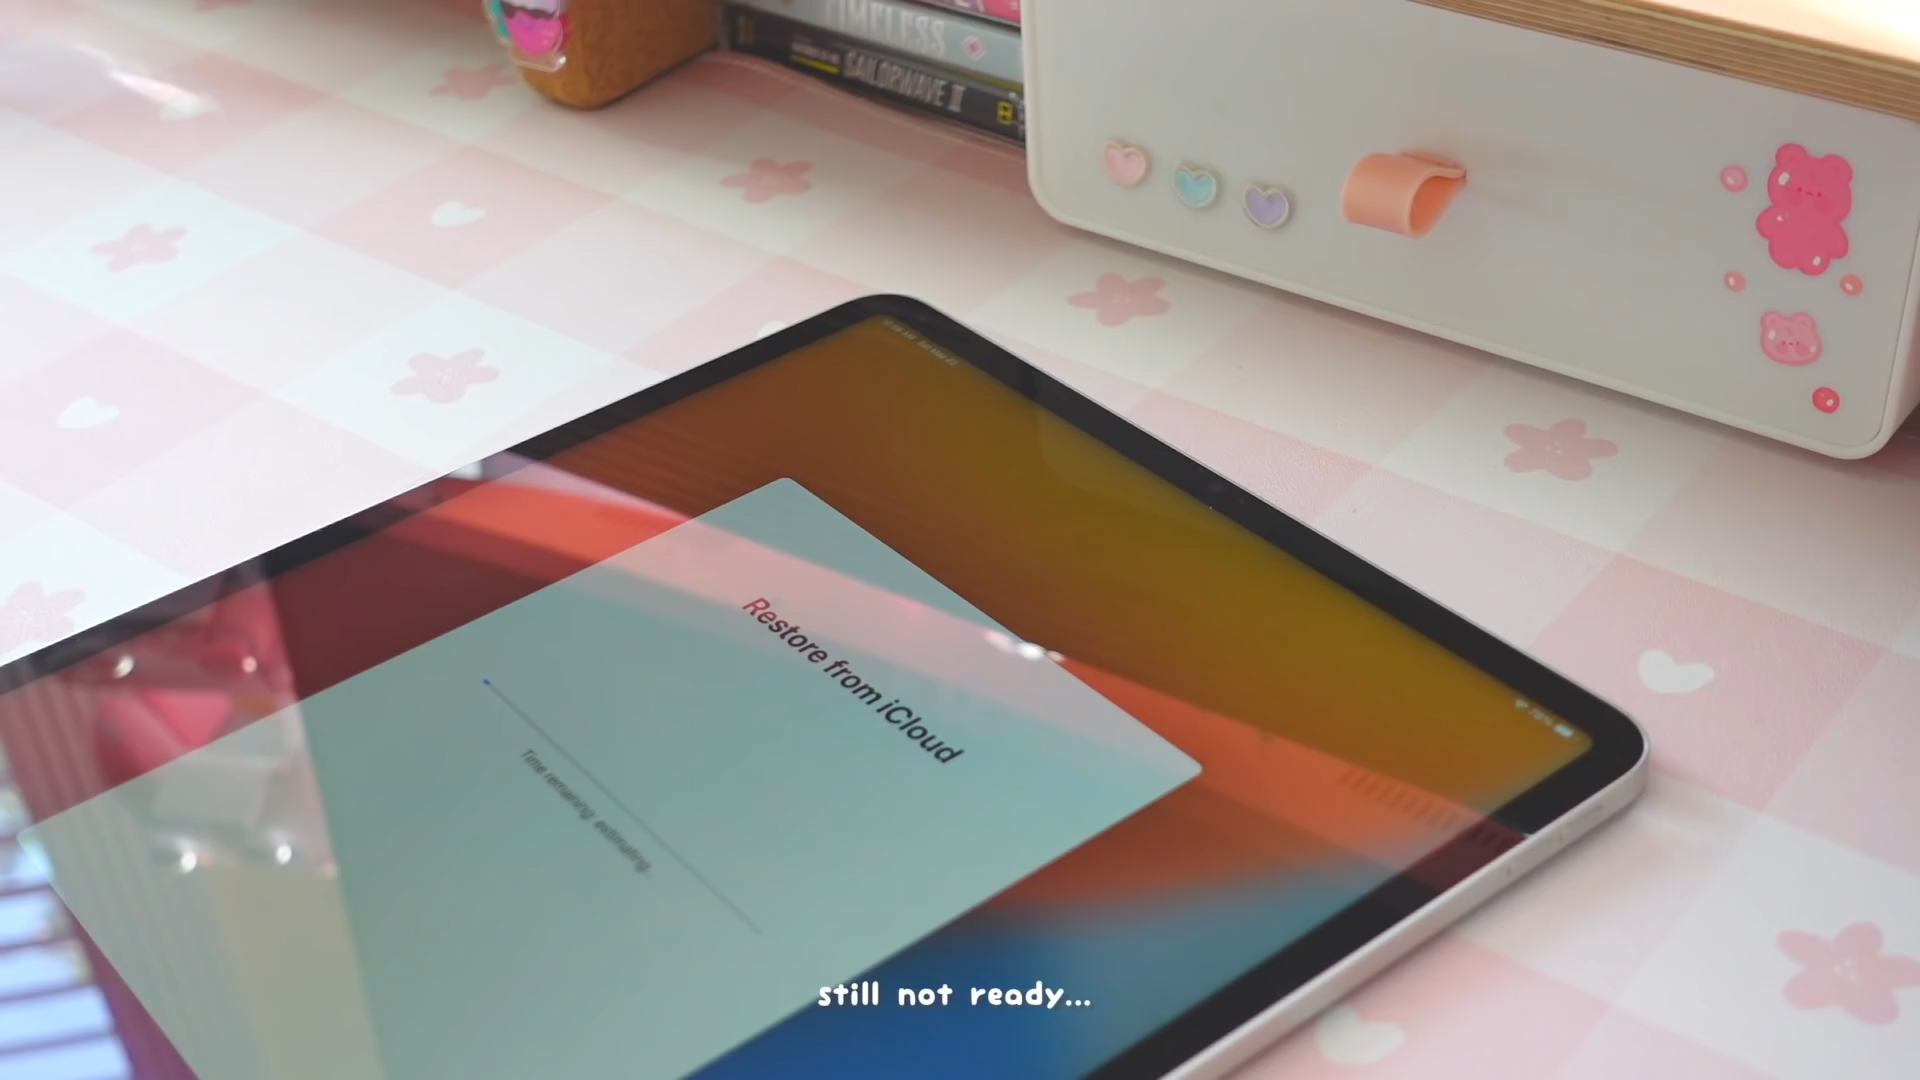 TIMELESS
SAILORWAVE II
Restore from iCloud
Time remaining: estimating...
still not ready...